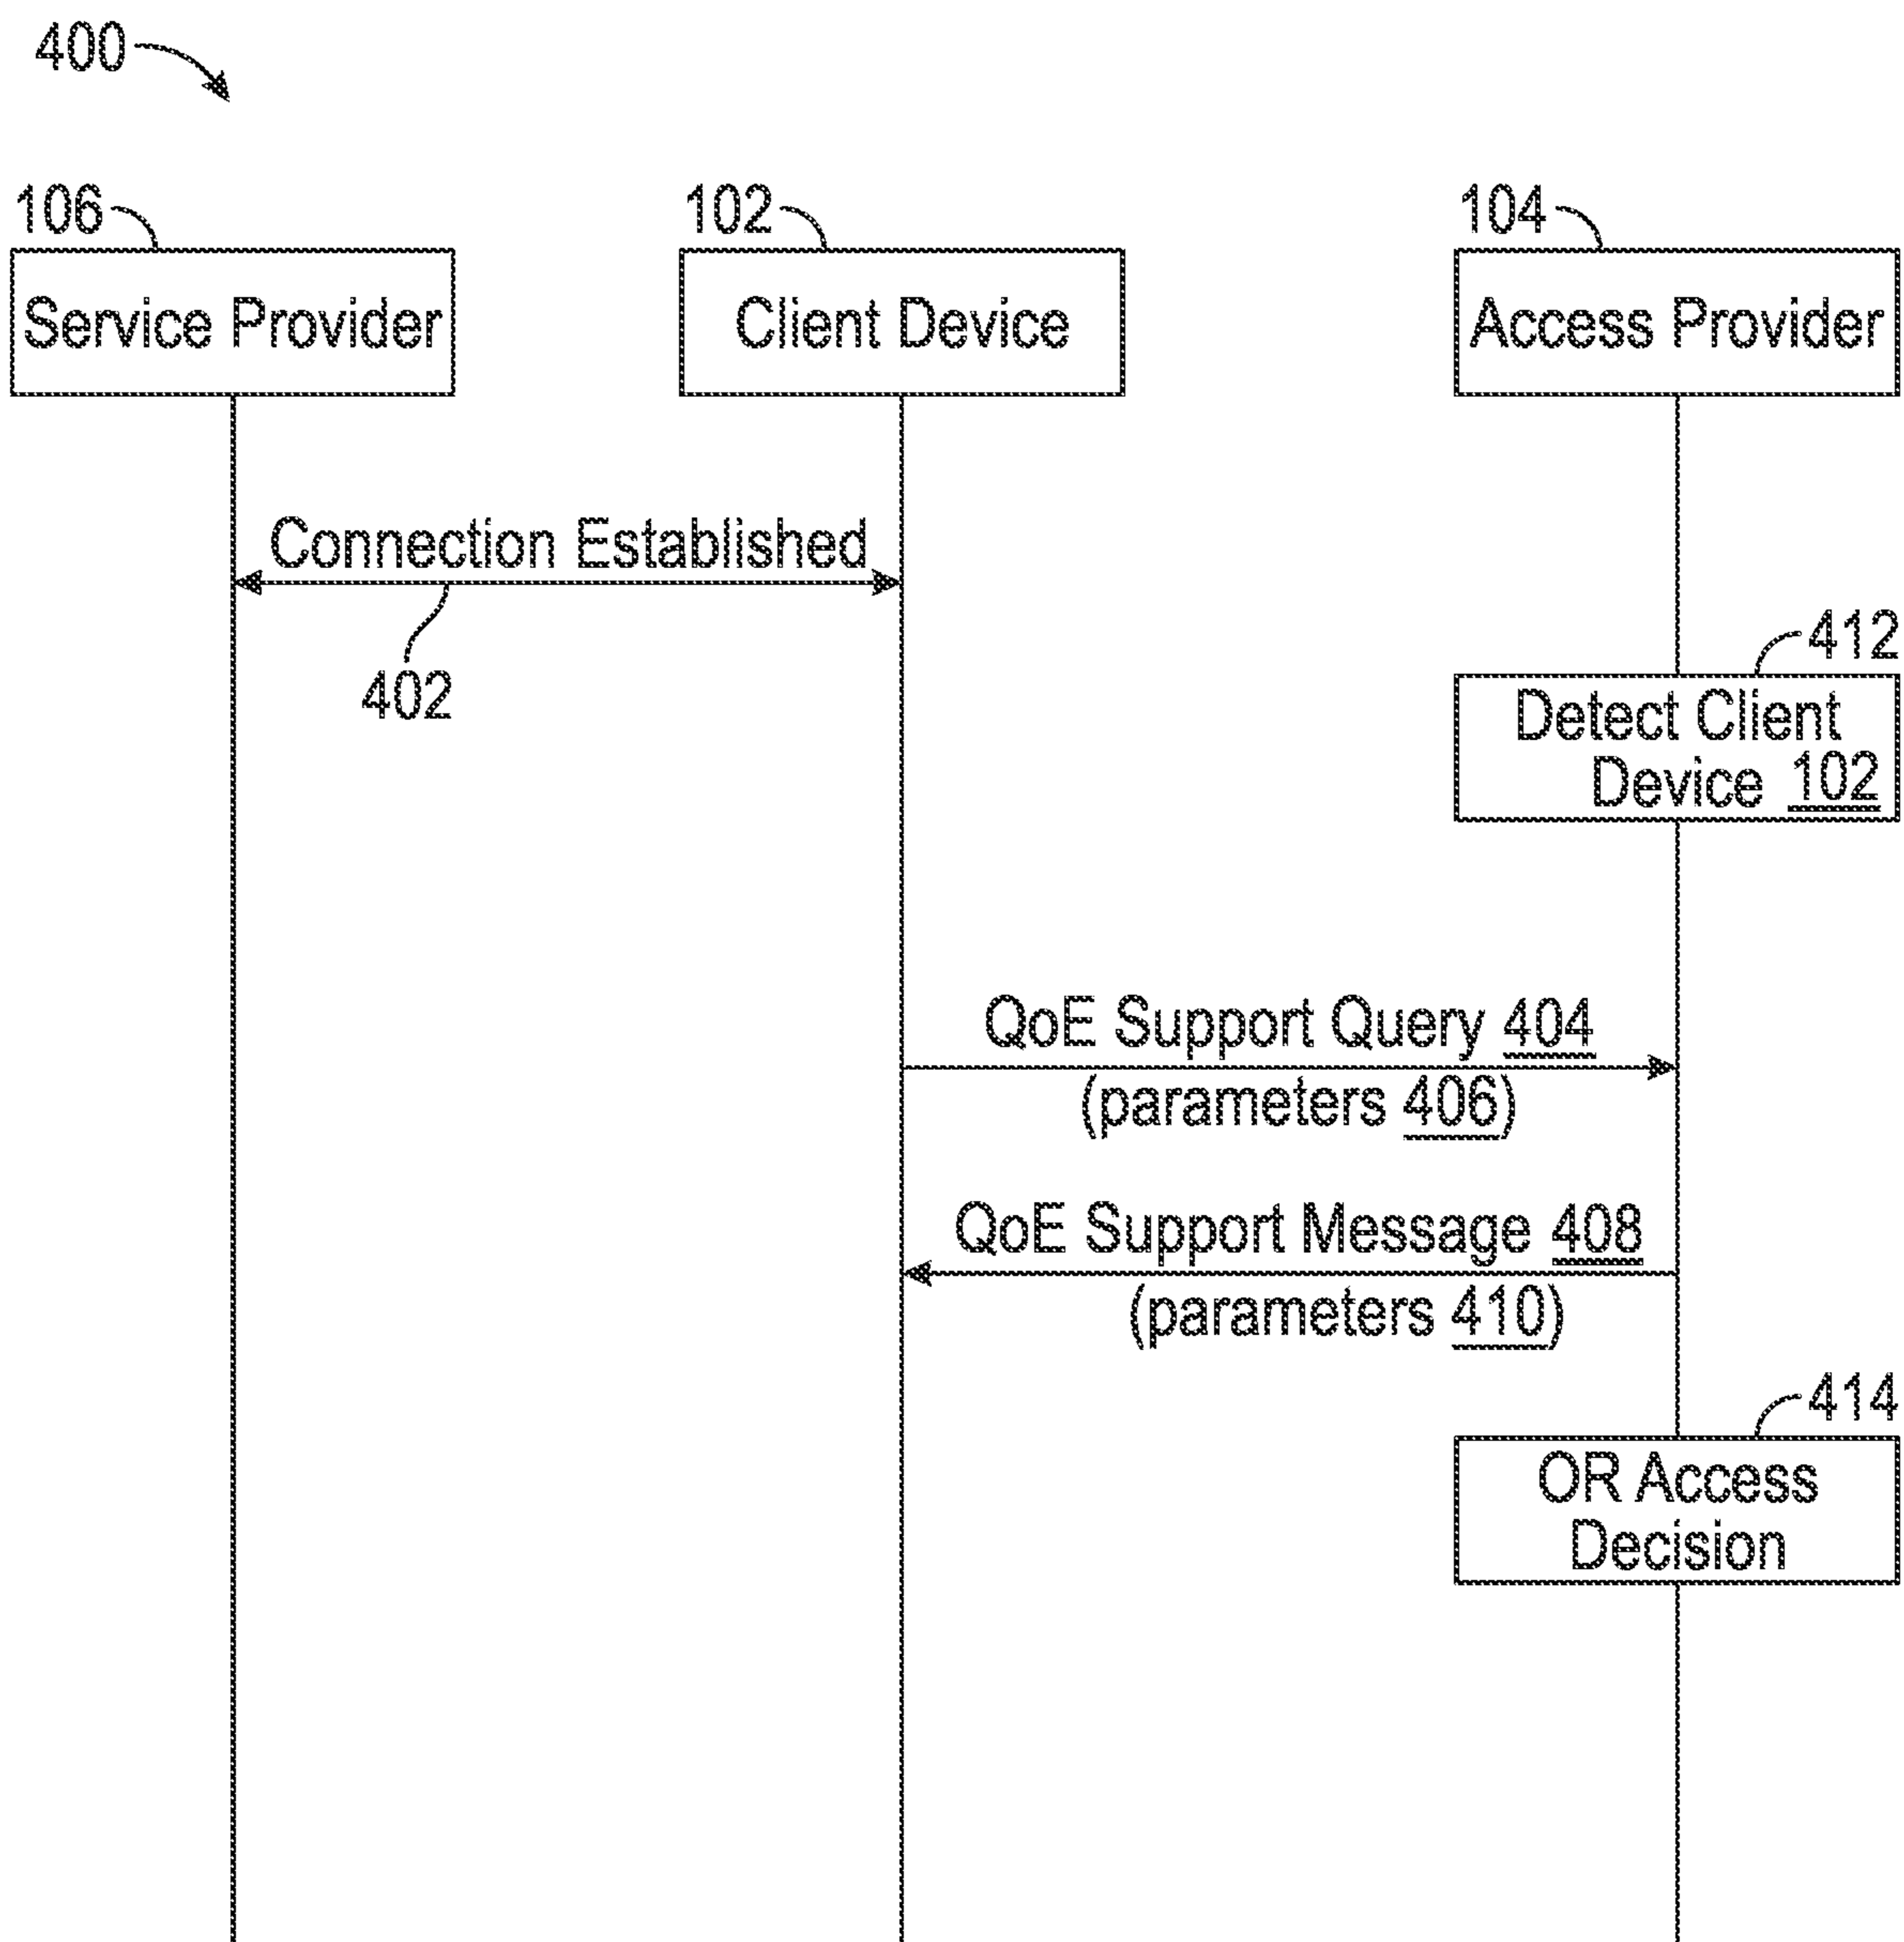 400
106
102
104
Service Provider
Client Device
Access Provider
Connection Established
402
412
Detect Client
Device 102
QoE Support Query 404
(parameters 406)
QoE Support Message 408
(parameters 410)
414
OR Access
Decision